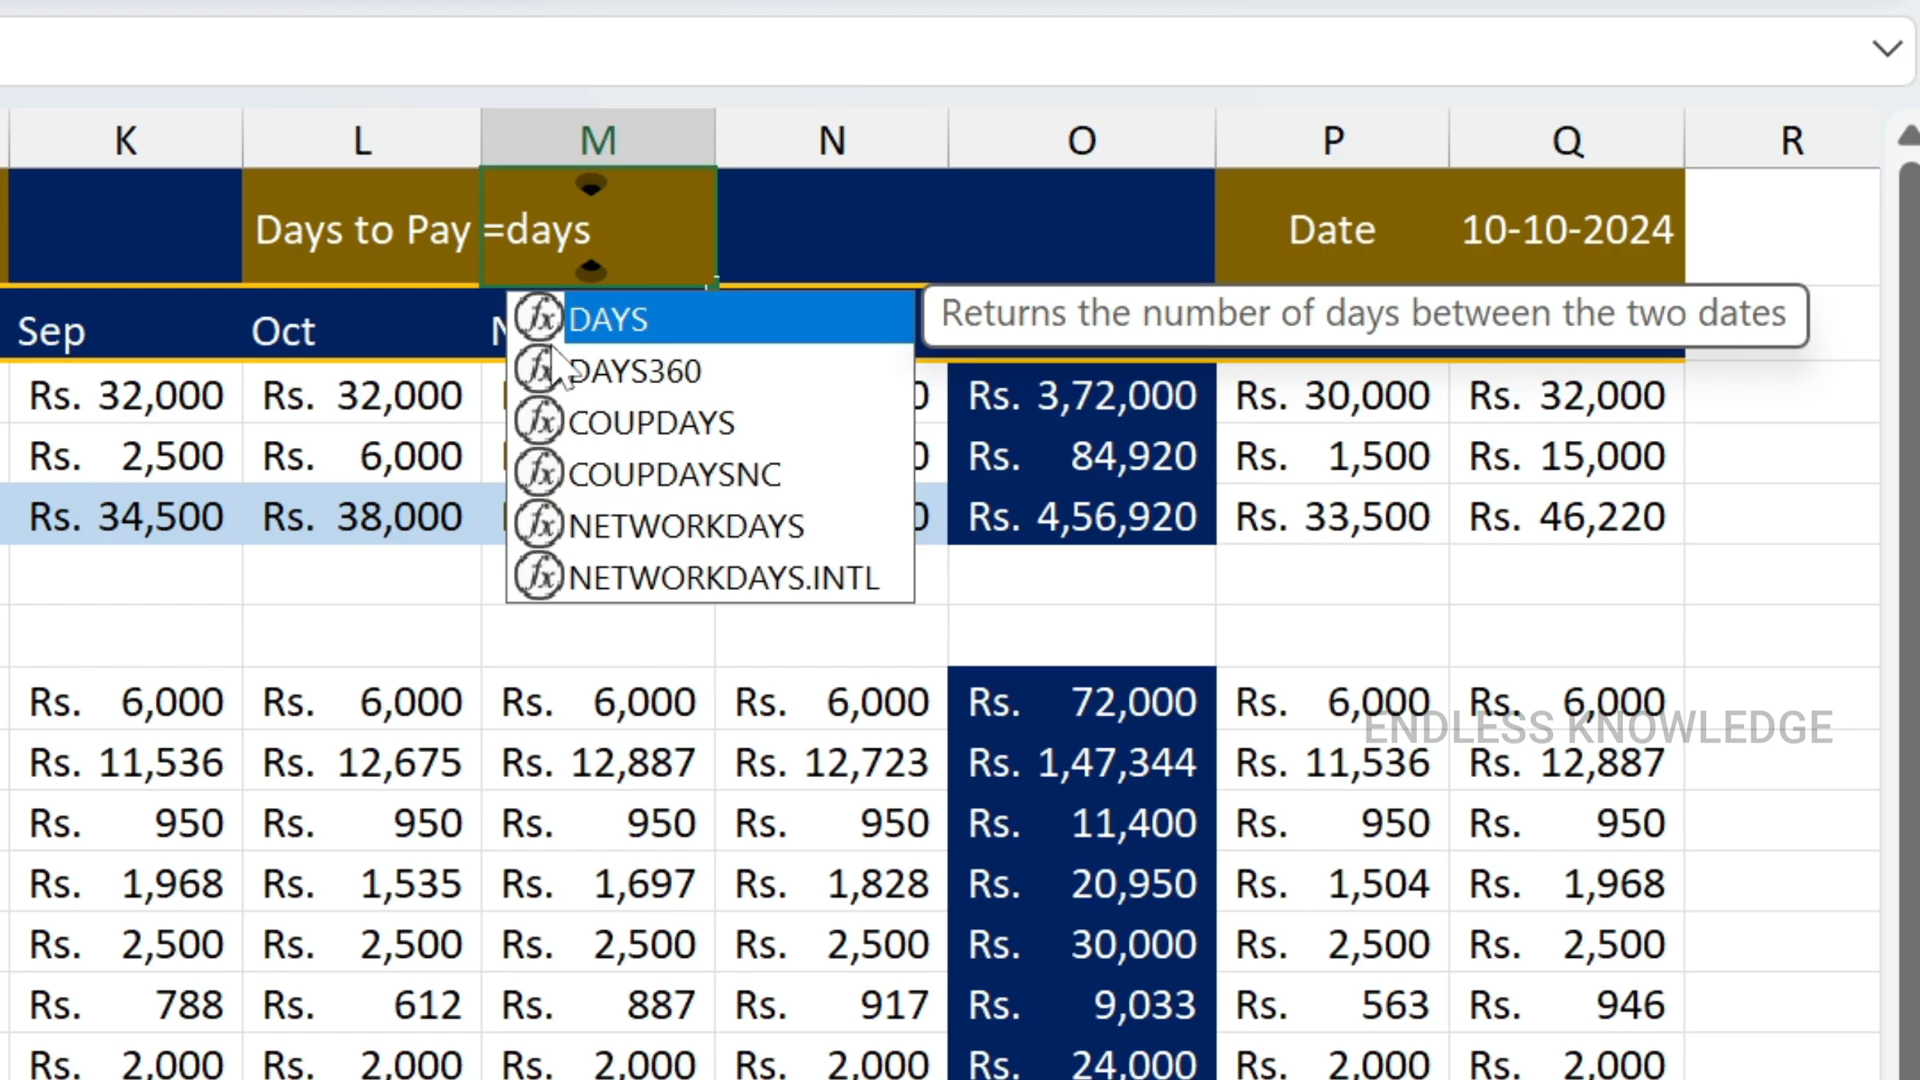 K L M N O P Q R
Days to Pay =days Date 10-10-2024
Sep Oct N
DAYS Returns the number of days between the two dates
DAYS360
COUPDAYS
COUPDAYSNC
NETWORKDAYS
NETWORKDAYS.INTL
Rs. 32,000 Rs. 32,000 0 Rs. 3,72,000 Rs. 30,000 Rs. 32,000
Rs. 2,500 Rs. 6,000 0 Rs. 84,920 Rs. 1,500 Rs. 15,000
Rs. 34,500 Rs. 38,000 0 Rs. 4,56,920 Rs. 33,500 Rs. 46,220
Rs. 6,000 Rs. 6,000 Rs. 6,000 Rs. 6,000 Rs. 72,000 Rs. 6,000 Rs. 6,000
ENDLESS KNOWLEDGE
Rs. 11,536 Rs. 12,675 Rs. 12,887 Rs. 12,723 Rs. 1,47,344 Rs. 11,536 Rs. 12,887
Rs. 950 Rs. 950 Rs. 950 Rs. 950 Rs. 11,400 Rs. 950 Rs. 950
Rs. 1,968 Rs. 1,535 Rs. 1,697 Rs. 1,828 Rs. 20,950 Rs. 1,504 Rs. 1,968
Rs. 2,500 Rs. 2,500 Rs. 2,500 Rs. 2,500 Rs. 30,000 Rs. 2,500 Rs. 2,500
Rs. 788 Rs. 612 Rs. 887 Rs. 917 Rs. 9,033 Rs. 563 Rs. 946
Rs. 2,000 Rs. 2,000 Rs. 2,000 Rs. 2,000 Rs. 24,000 Rs. 2,000 Rs. 2,000